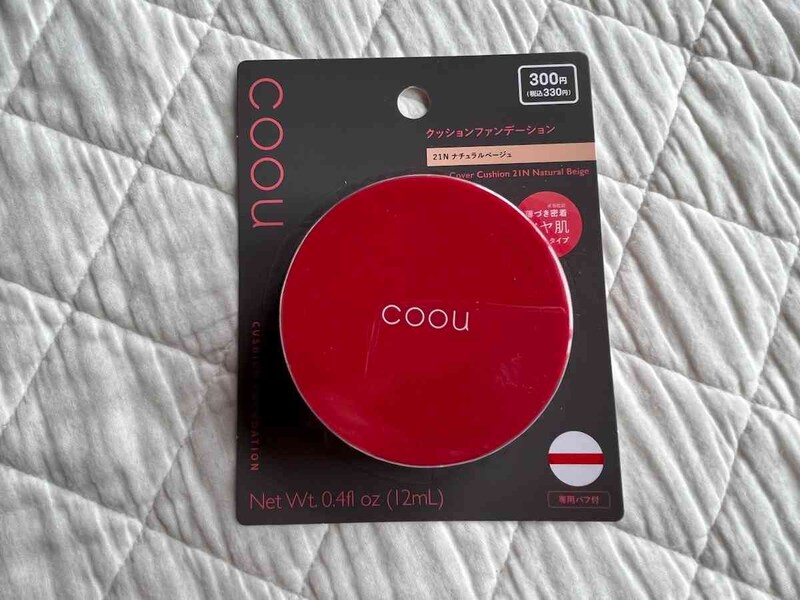 coou
300円
(税込330円)
クッションファンデーション
21N ナチュラルベージュ
Cover Cushion 21N Natural Beige
薄づき密着
ヤ肌
タイプ
coou
CUSHION FOUNDATION
Net Wt. 0.4fl oz (12mL)
専用パフ付